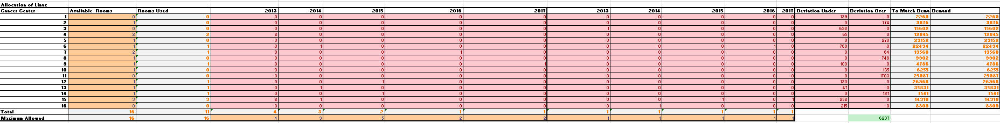 Allocation of Linac
Cancer Center Avaliable Rooms Rooms Used 2013 2014 2015 2016 2017 2013 2014 2015 2016 2017 Deviation Under Deviation Over To Match Dema Demand
1 0 0 0 0 0 0 0 0 0 0 0 0 139 0 2269 2269
2 1 0 0 0 0 0 0 0 0 0 0 0 0 774 9876 9876
3 0 0 0 0 0 0 0 1 0 0 0 0 692 0 15602 15602
4 2 2 2 0 0 0 0 0 0 0 0 0 65 0 12845 12845
5 1 0 0 0 0 0 0 0 0 0 0 0 0 278 23152 23152
6 1 1 0 1 0 0 0 0 0 0 1 0 768 0 22494 22494
7 2 1 0 0 0 1 0 0 0 0 0 0 0 64 13568 13568
8 1 0 0 0 0 0 0 0 0 0 0 0 0 748 9902 9902
9 1 1 0 0 0 0 1 0 0 0 0 0 100 0 4786 4786
10 1 0 0 0 0 0 0 0 0 0 0 0 0 135 6255 6255
11 0 0 0 0 0 0 0 0 0 0 0 0 0 1703 25987 25987
12 1 1 0 0 1 0 0 0 0 0 0 0 130 0 26968 26968
13 1 1 0 1 0 0 0 0 0 0 0 0 47 0 35831 35831
14 1 1 0 0 1 0 0 0 0 0 0 0 0 127 7541 7541
15 3 3 2 1 0 0 0 0 0 1 0 1 252 0 14310 14310
16 0 0 0 0 0 0 0 0 1 0 0 0 215 0 8309 8309
Total 16 11 4 3 2 1 1 1 1 1 1 1
Maximum Allowed 16 16 4 3 5 2 2 1 1 1 1 1 6237